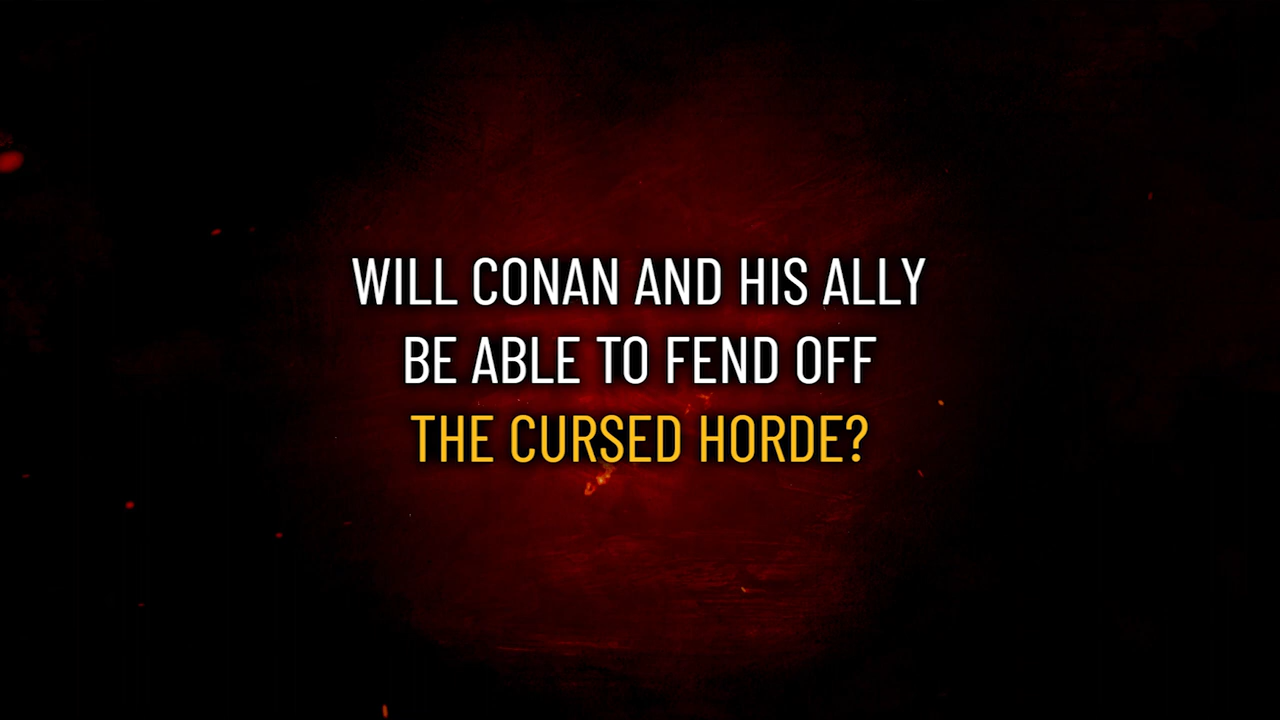 WILL CONAN AND HIS ALLY
BE ABLE TO FEND OFF
THE CURSED HORDE?